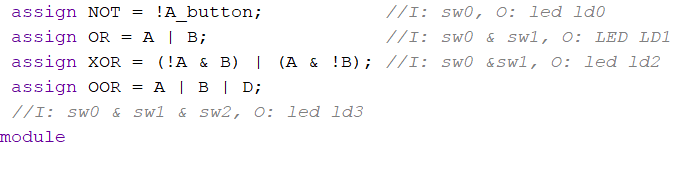 assign NOT = !A_button; //I: sw0, O: led ld0
assign OR = A | B; //I: sw0 & sw1, O: LED LD1
assign XOR = (!A & B) | (A & !B); //I: sw0 &sw1, O: led ld2
assign OOR = A | B | D;
//I: sw0 & sw1 & sw2, O: led ld3
module